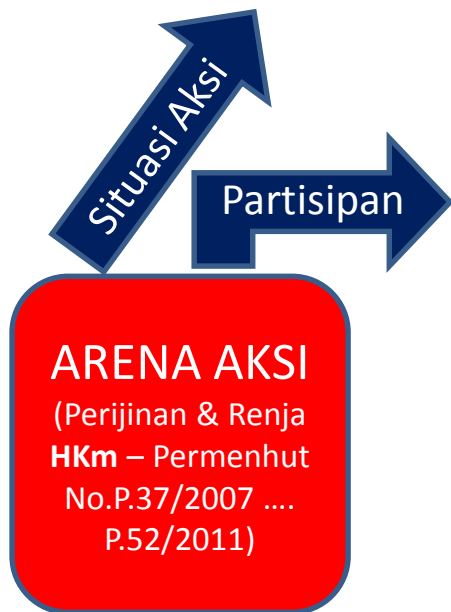 Situasi Aksi
Partisipan
ARENA AKSI
(Perijinan & Renja
HKm – Permenhut
No.P.37/2007 ....
P.52/2011)